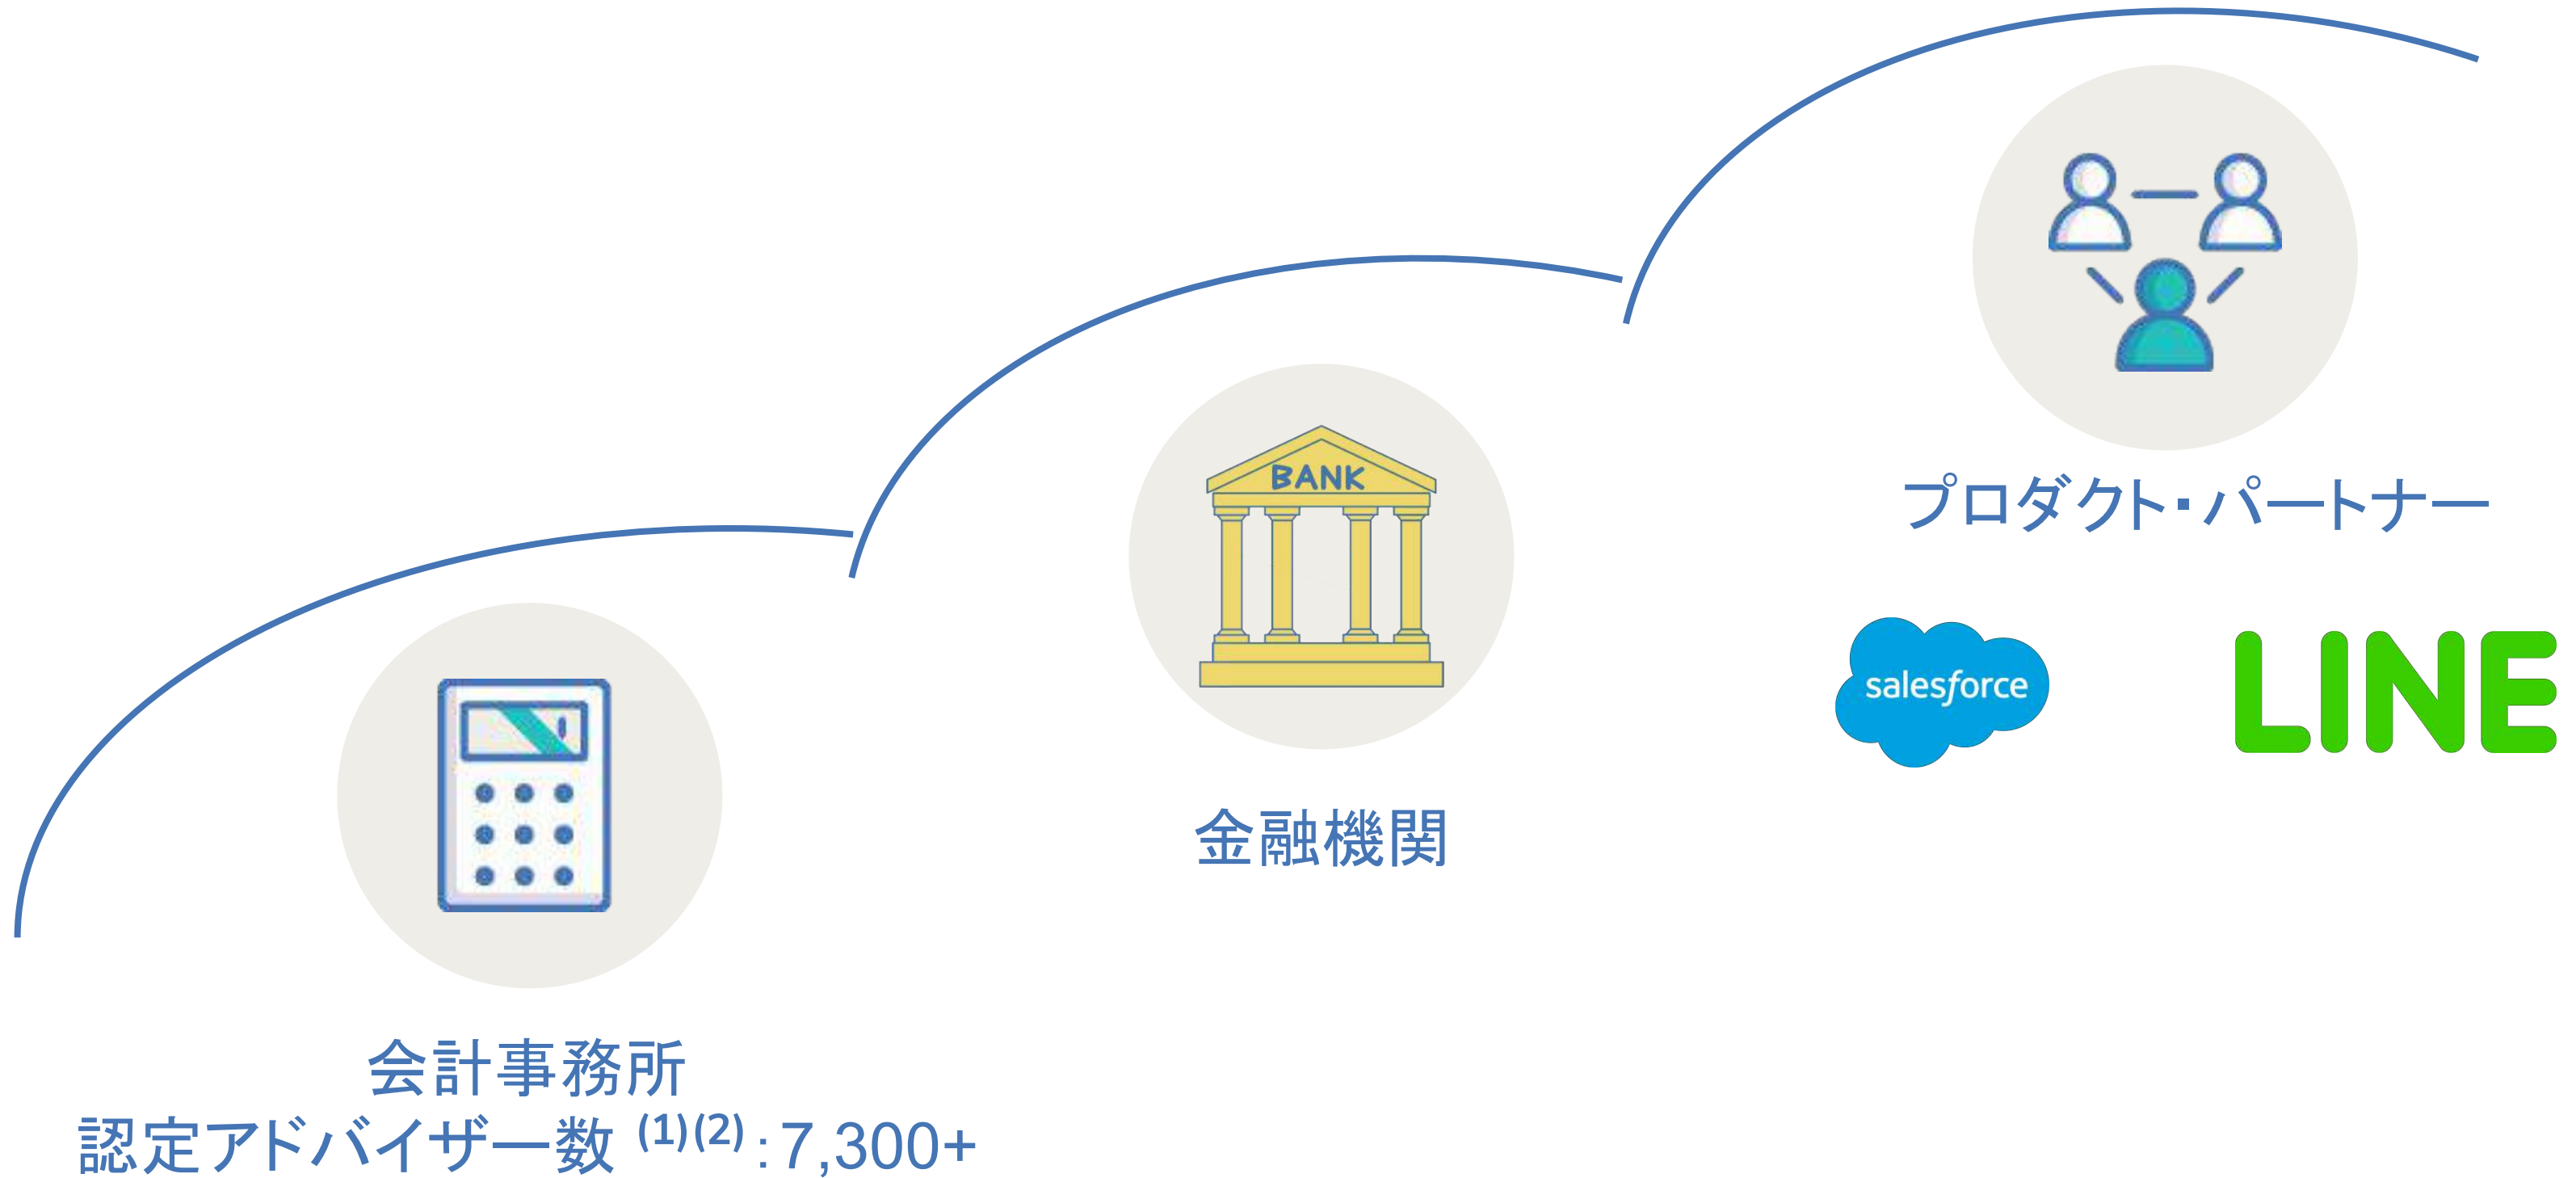 プロダクト・パートナー
salesforce
LINE
BANK
金融機関
会計事務所
認定アドバイザー数 (1)(2) : 7,300+